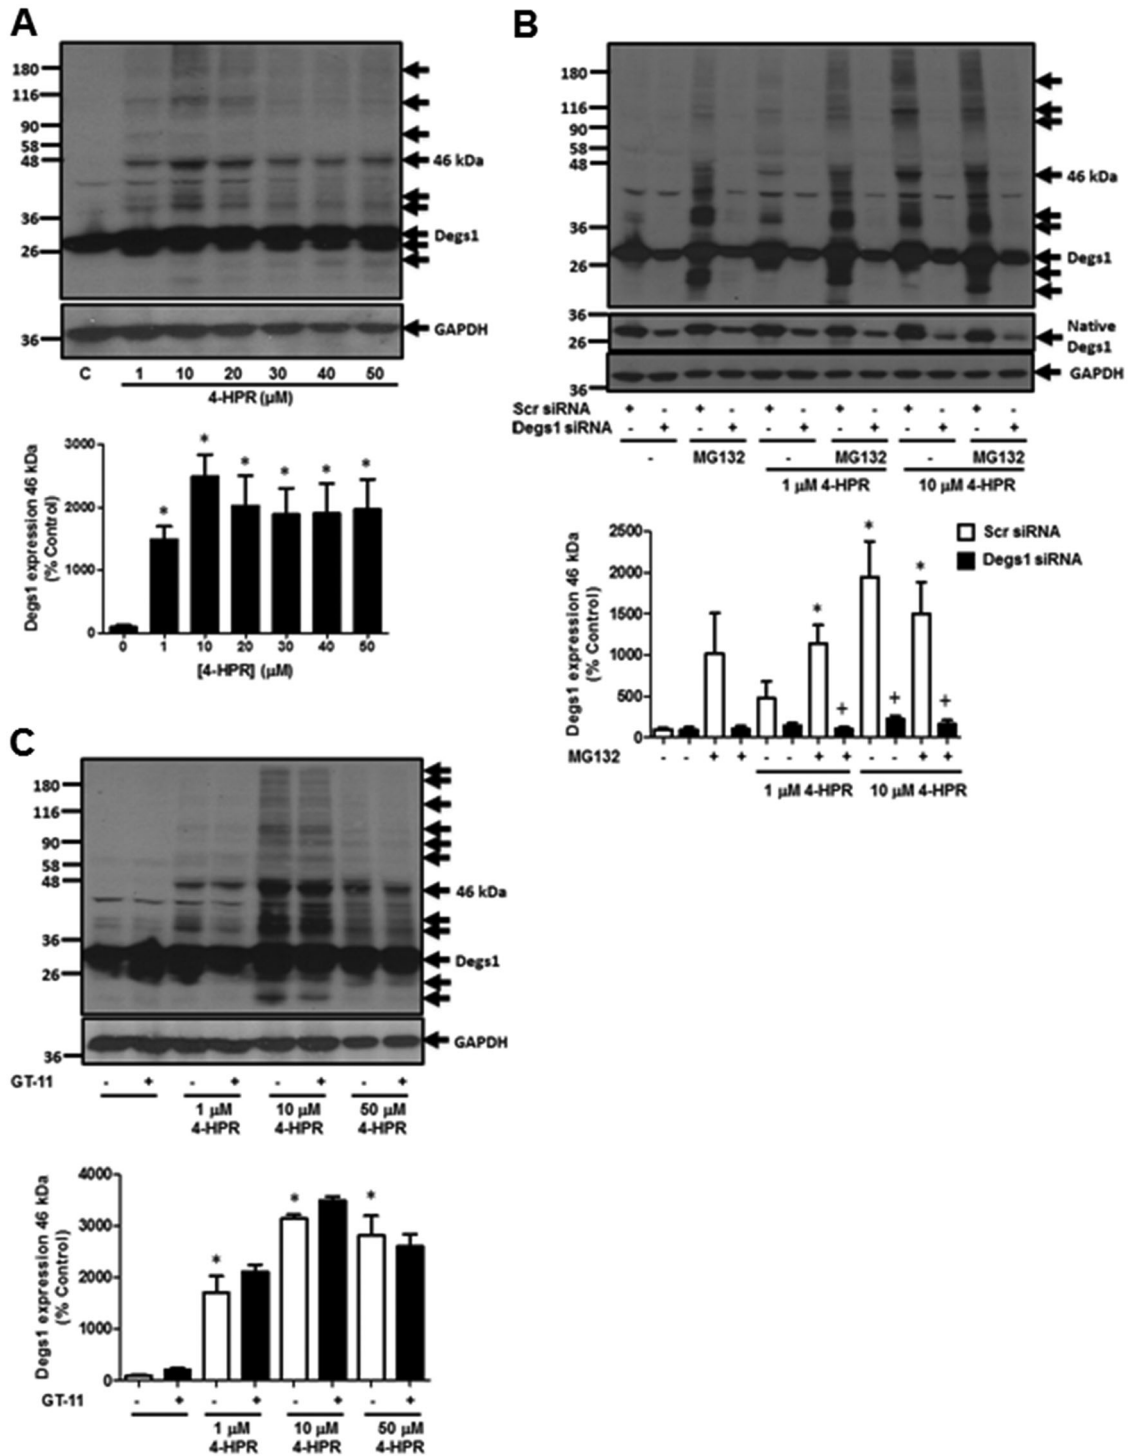 A
180
116
90
58
48
36
26
46 kDa
Degs1
36
GAPDH
C 1 10 20 30 40 50
4-HPR (μM)
Degs1 expression 46 kDa
(% Control)
3000
2000
1000
0
* * * * * *
0 1 10 20 30 40 50
[4-HPR] (μM)
B
180
116
90
58
48
36
26
46 kDa
Degs1
36
26
Native
Degs1
36
GAPDH
Scr siRNA + - + - + - + - + - + -
Degs1 siRNA - + - + - + - + - + - +
- MG132 - MG132 - MG132
1 μM 4-HPR 10 μM 4-HPR
Degs1 expression 46 kDa
(% Control)
2500
2000
1500
1000
500
0
Scr siRNA
Degs1 siRNA
* + * + * +
MG132 - - + + - - + + - - + +
1 μM 4-HPR 10 μM 4-HPR
C
180
116
90
58
48
36
26
46 kDa
Degs1
36
GAPDH
GT-11 - + - + - + - +
1 μM 10 μM 50 μM
4-HPR 4-HPR 4-HPR
Degs1 expression 46 kDa
(% Control)
4000
3000
2000
1000
0
* * *
GT-11 - + - + - + - +
1 μM 10 μM 50 μM
4-HPR 4-HPR 4-HPR